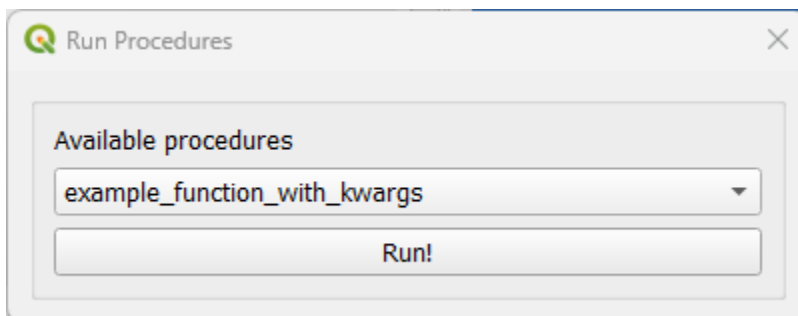 Run Procedures
Available procedures
example_function_with_kwargs
Run!